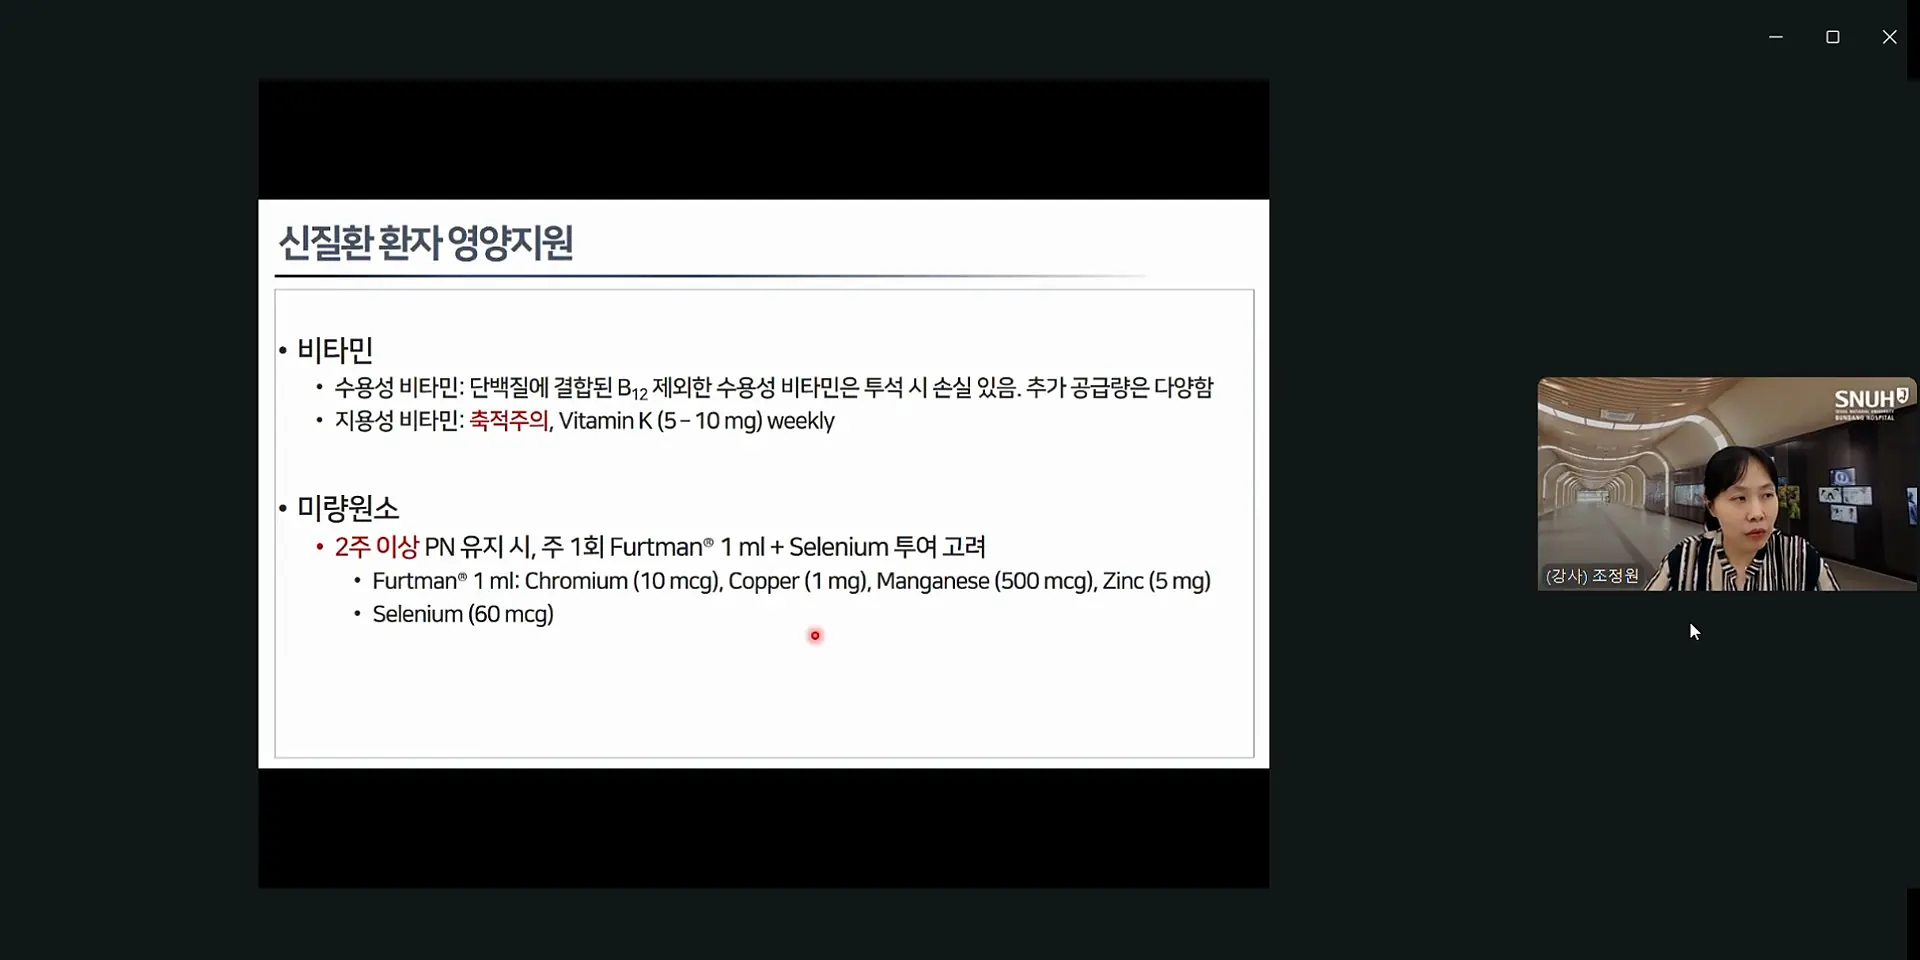 신질환 환자 영양지원
• 비타민
• 수용성 비타민: 단백질에 결합된 B12 제외한 수용성 비타민은 투석 시 손실 있음. 추가 공급량은 다양함
• 지용성 비타민: 축적주의, Vitamin K (5 – 10 mg) weekly
• 미량원소
• 2주 이상 PN 유지 시, 주 1회 Furtman® 1 ml + Selenium 투여 고려
• Furtman® 1 ml: Chromium (10 mcg), Copper (1 mg), Manganese (500 mcg), Zinc (5 mg)
• Selenium (60 mcg)
SNUH
BUNDANG HOSPITAL
(강사) 조정원